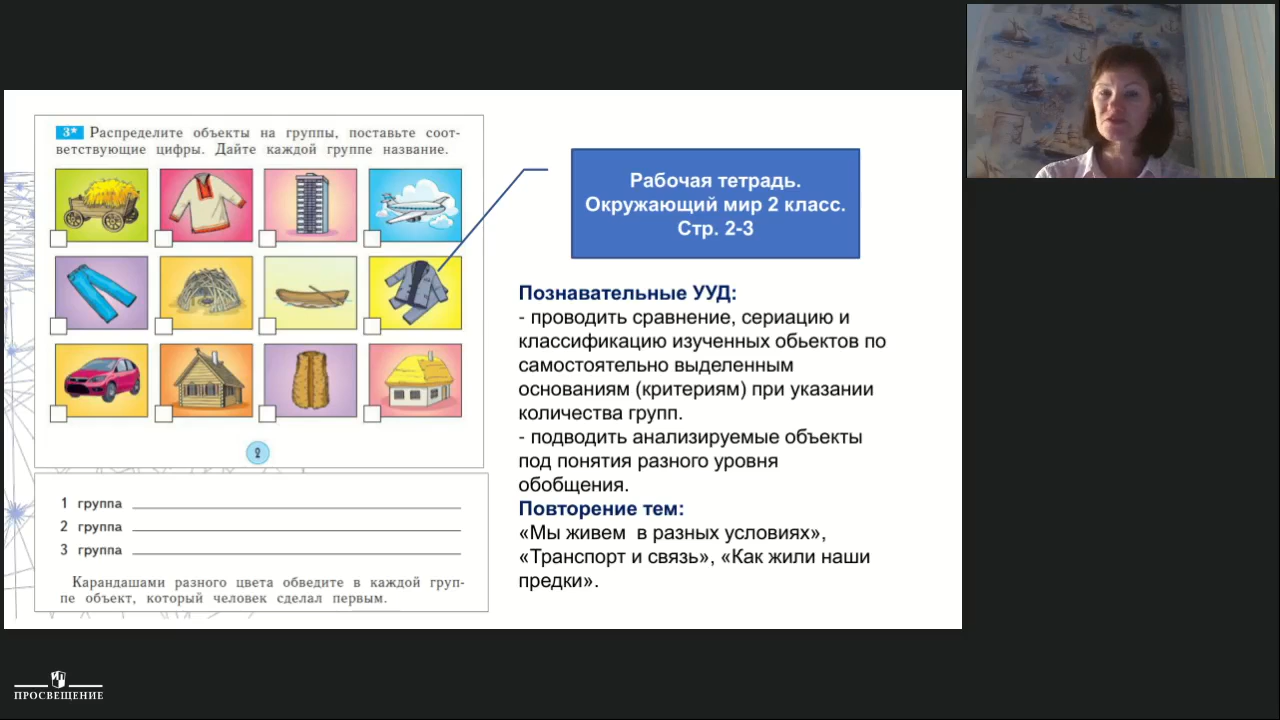 3* Распределите объекты на группы, поставьте соот-
ветствующие цифры. Дайте каждой группе название.
2
1 группа
2 группа
3 группа
Карандашами разного цвета обведите в каждой груп-
пе объект, который человек сделал первым.
Рабочая тетрадь.
Окружающий мир 2 класс.
Стр. 2-3
Познавательные УУД:
- проводить сравнение, сериацию и
классификацию изученных обьектов по
самостоятельно выделенным
основаниям (критериям) при указании
количества групп.
- подводить анализируемые объекты
под понятия разного уровня
обобщения.
Повторение тем:
«Мы живем в разных условиях»,
«Транспорт и связь», «Как жили наши
предки».
ПРОСВЕЩЕНИЕ